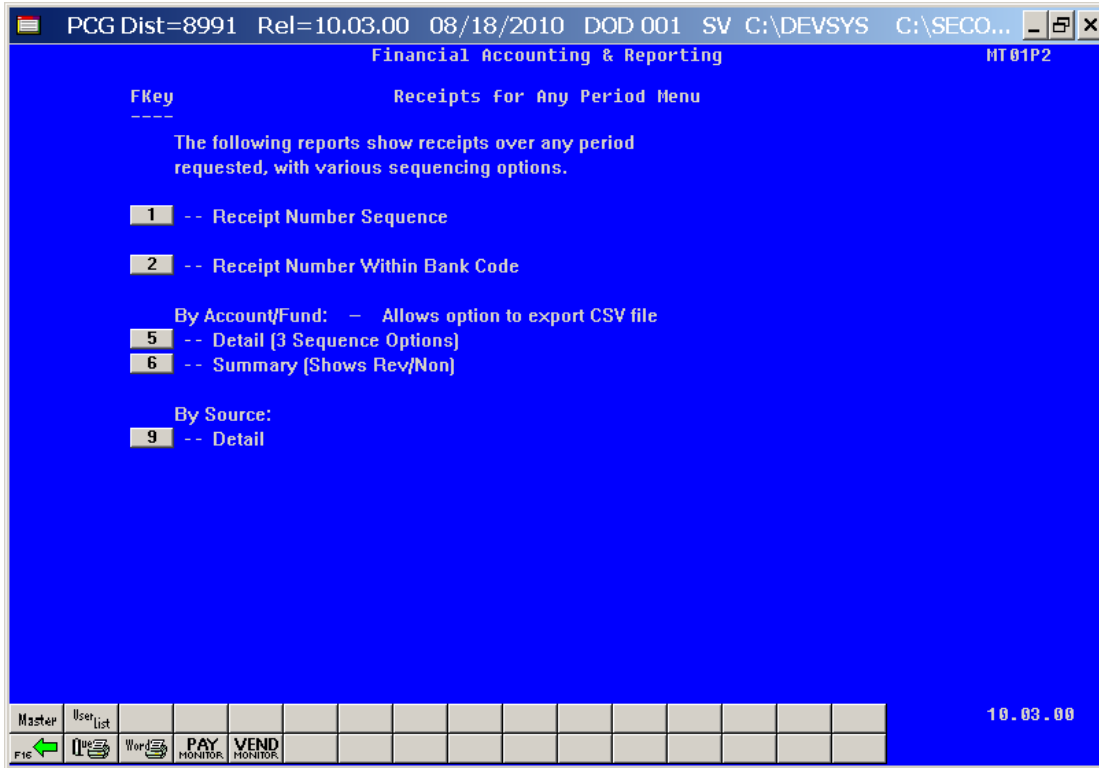 PCG Dist=8991 Rel=10.03.00 08/18/2010 DOD 001 SV C:\DEVSYS C:\SECO...
Financial Accounting & Reporting MT01P2
FKey Receipts for Any Period Menu
----
The following reports show receipts over any period
requested, with various sequencing options.
1 -- Receipt Number Sequence
2 -- Receipt Number Within Bank Code
By Account/Fund: – Allows option to export CSV file
5 -- Detail (3 Sequence Options)
6 -- Summary (Shows Rev/Non)
By Source:
9 -- Detail
Master User List 10.03.00
F16 Que Word PAY MONITOR VEND MONITOR